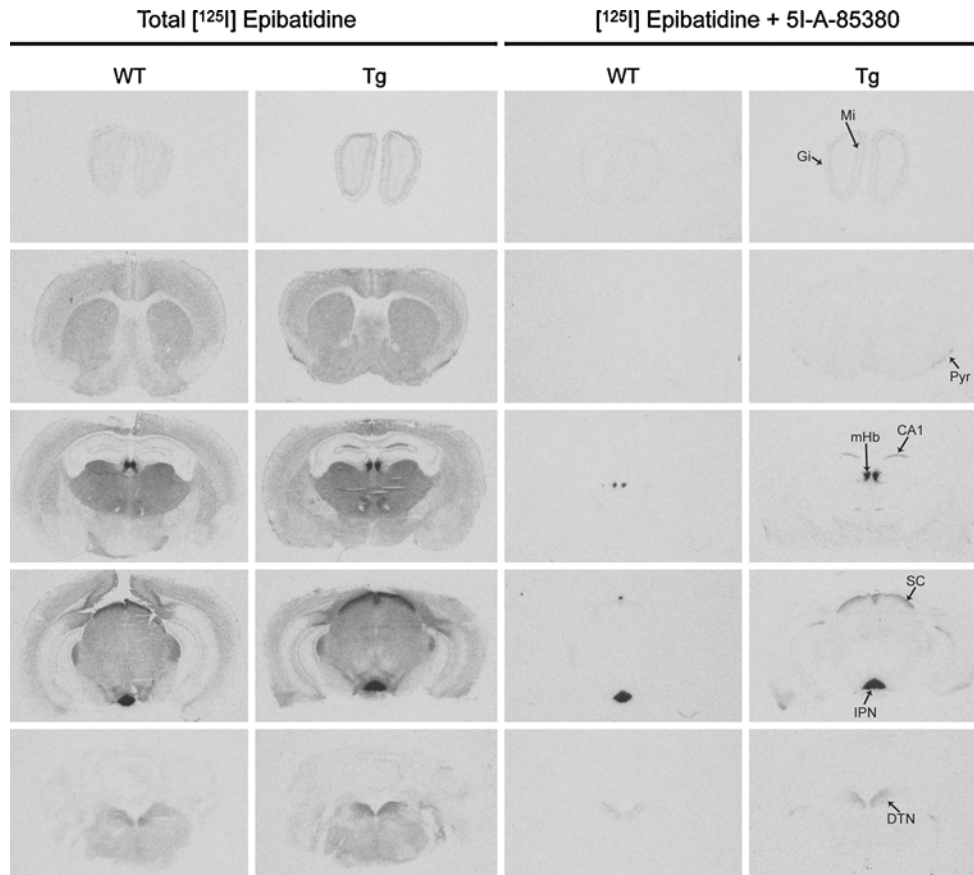 Total [¹²⁵I] Epibatidine
[¹²⁵I] Epibatidine + 5I-A-85380
WT
Tg
WT
Tg
Mi
Gi
Pyr
mHb
CA1
SC
IPN
DTN